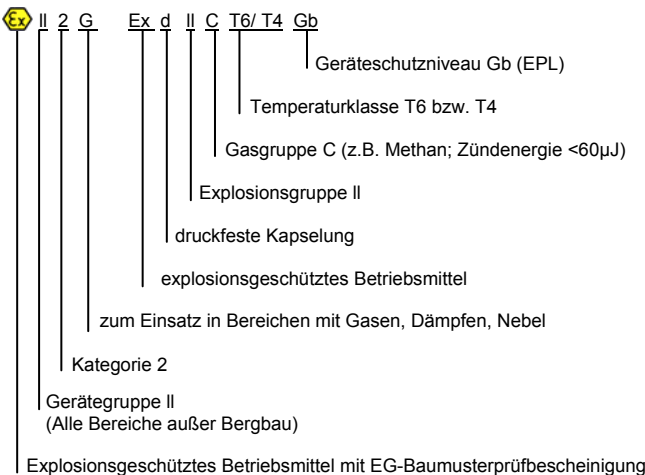 Ex II 2 G Ex d II C T6/ T4 Gb
Geräteschutzniveau Gb (EPL)
Temperaturklasse T6 bzw. T4
Gasgruppe C (z.B. Methan; Zündenergie <60µJ)
Explosionsgruppe II
druckfeste Kapselung
explosionsgeschütztes Betriebsmittel
zum Einsatz in Bereichen mit Gasen, Dämpfen, Nebel
Kategorie 2
Gerätegruppe II
(Alle Bereiche außer Bergbau)
Explosionsgeschütztes Betriebsmittel mit EG-Baumusterprüfbescheinigung